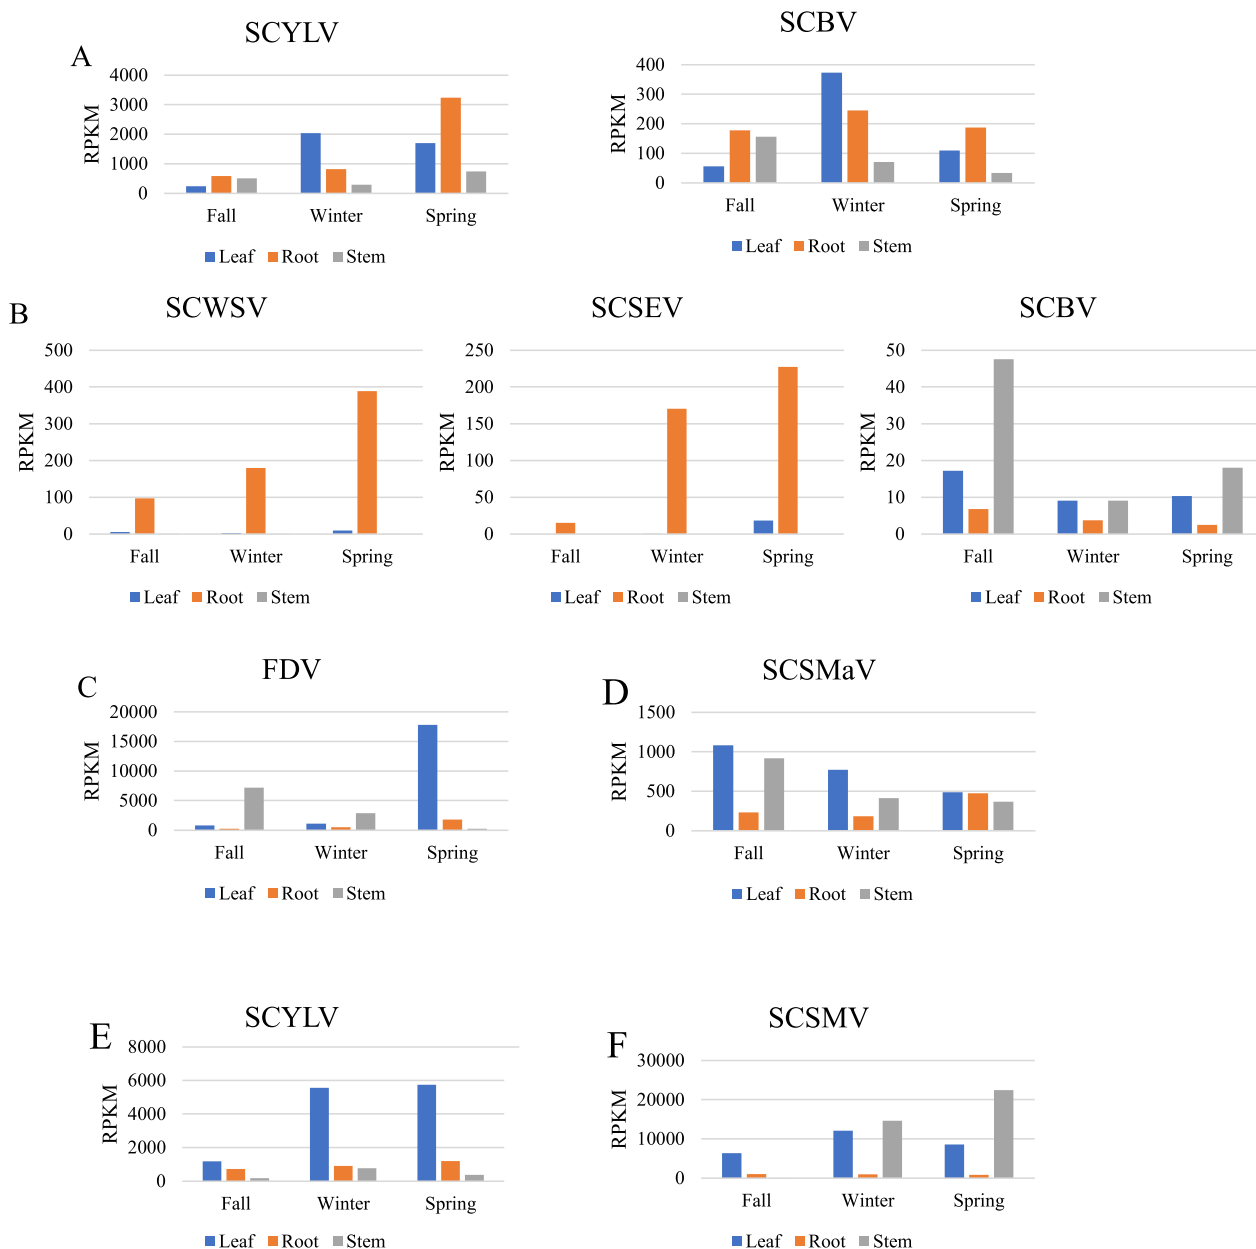 A
SCYLV
RPKM
4000
3000
2000
1000
0
Fall Winter Spring
Leaf Root Stem
SCBV
RPKM
400
300
200
100
0
Fall Winter Spring
Leaf Root Stem
B
SCWSV
RPKM
500
400
300
200
100
0
Fall Winter Spring
Leaf Root Stem
SCSEV
RPKM
250
200
150
100
50
0
Fall Winter Spring
Leaf Root Stem
SCBV
RPKM
50
40
30
20
10
0
Fall Winter Spring
Leaf Root Stem
C
FDV
RPKM
20000
15000
10000
5000
0
Fall Winter Spring
Leaf Root Stem
D
SCSMaV
RPKM
1500
1000
500
0
Fall Winter Spring
Leaf Root Stem
E
SCYLV
RPKM
8000
6000
4000
2000
0
Fall Winter Spring
Leaf Root Stem
F
SCSMV
RPKM
30000
20000
10000
0
Fall Winter Spring
Leaf Root Stem